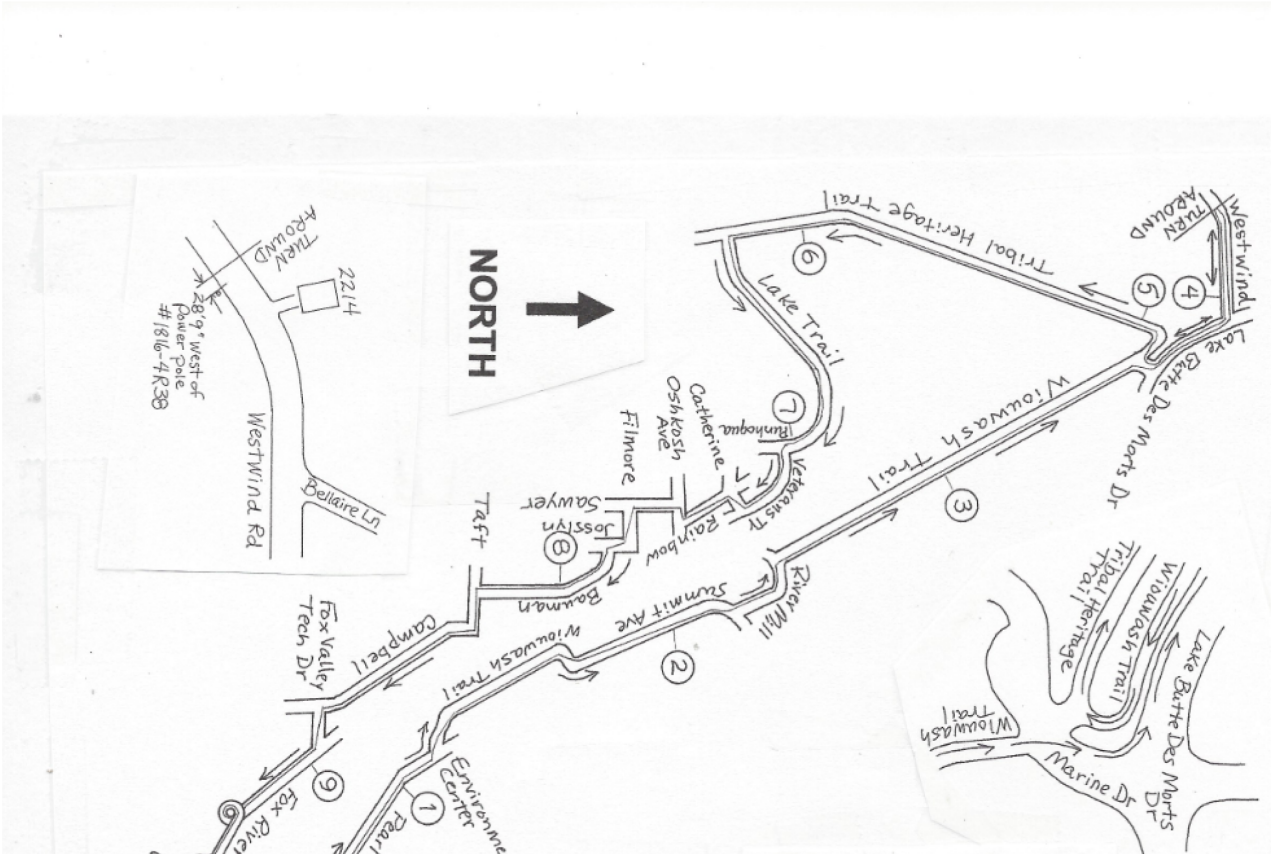 TURN
AROUND
2214
28'9" West of
Power pole
#1816-4R38
Westwind Rd
Bellaire Ln
NORTH
Westwind
TURN
AROUND
4
5
Lake Butte Des Morts Dr
Tribal Heritage Trail
6
Lake Trail
7
Punhoqua
Veterans Tr
Catherine
Oshkosh
Ave
Rainbow
Filmore
Sawyer
Josslyn
8
Bauman
Taft
Campbell
Fox Valley
Tech Dr
9
Fox River
Wiouwash Trail
3
River Mill
Summit Ave
2
Wiouwash Trail
Environme
Center
1
Pearl
Tribal Heritage
Trail
Wiouwash Trail
Lake Butte Des Morts
Dr
Wiouwash
Trail
Marine Dr